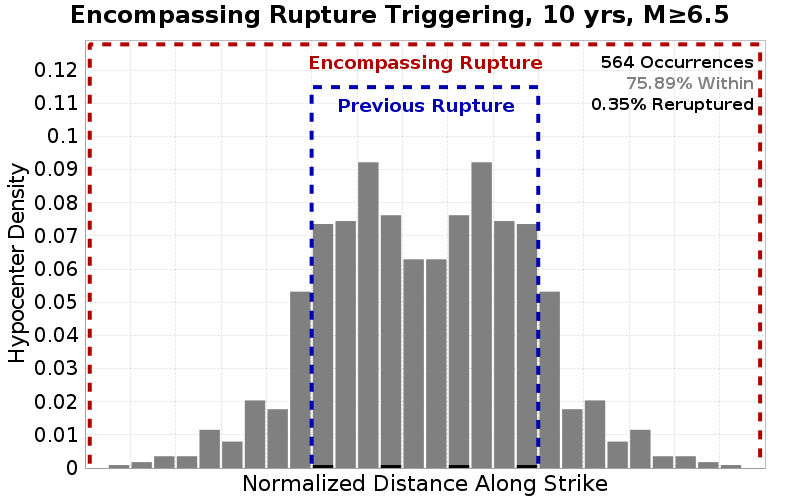 Encompassing Rupture Triggering, 10 yrs, M≥6.5
Encompassing Rupture
564 Occurrences
75.89% Within
Previous Rupture
0.35% Reruptured
Hypocenter Density
0.12
0.11
0.1
0.09
0.08
0.07
0.06
0.05
0.04
0.03
0.02
0.01
0
Normalized Distance Along Strike